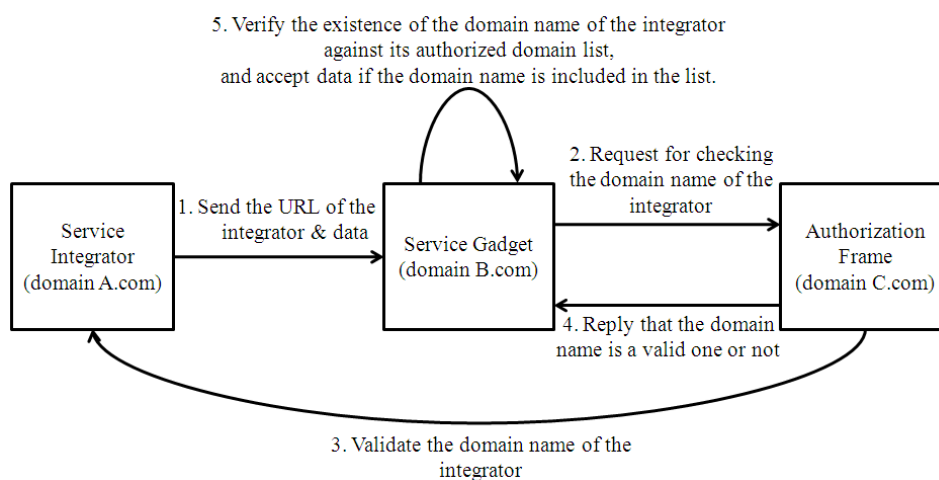 5. Verify the existence of the domain name of the integrator
against its authorized domain list,
and accept data if the domain name is included in the list.
2. Request for checking
the domain name of the
integrator
1. Send the URL of the
integrator & data
Service
Integrator
(domain A.com)
Service Gadget
(domain B.com)
Authorization
Frame
(domain C.com)
4. Reply that the domain
name is a valid one or not
3. Validate the domain name of the
integrator